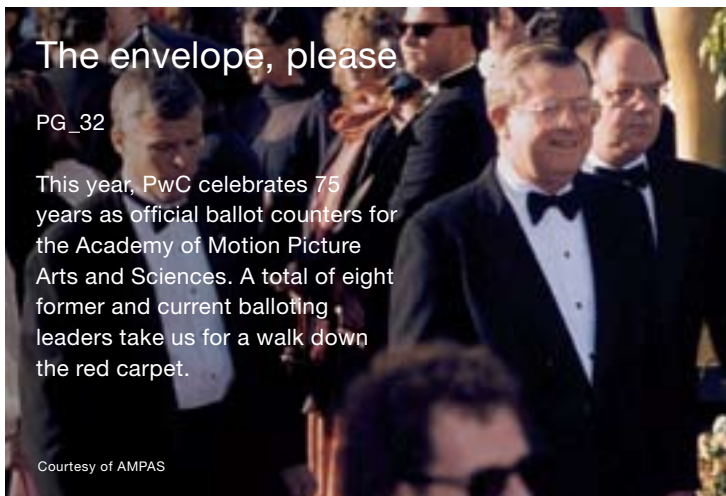 The envelope, please
PG_32
This year, PwC celebrates 75
years as official ballot counters for
the Academy of Motion Picture
Arts and Sciences. A total of eight
former and current balloting
leaders take us for a walk down
the red carpet.
Courtesy of AMPAS